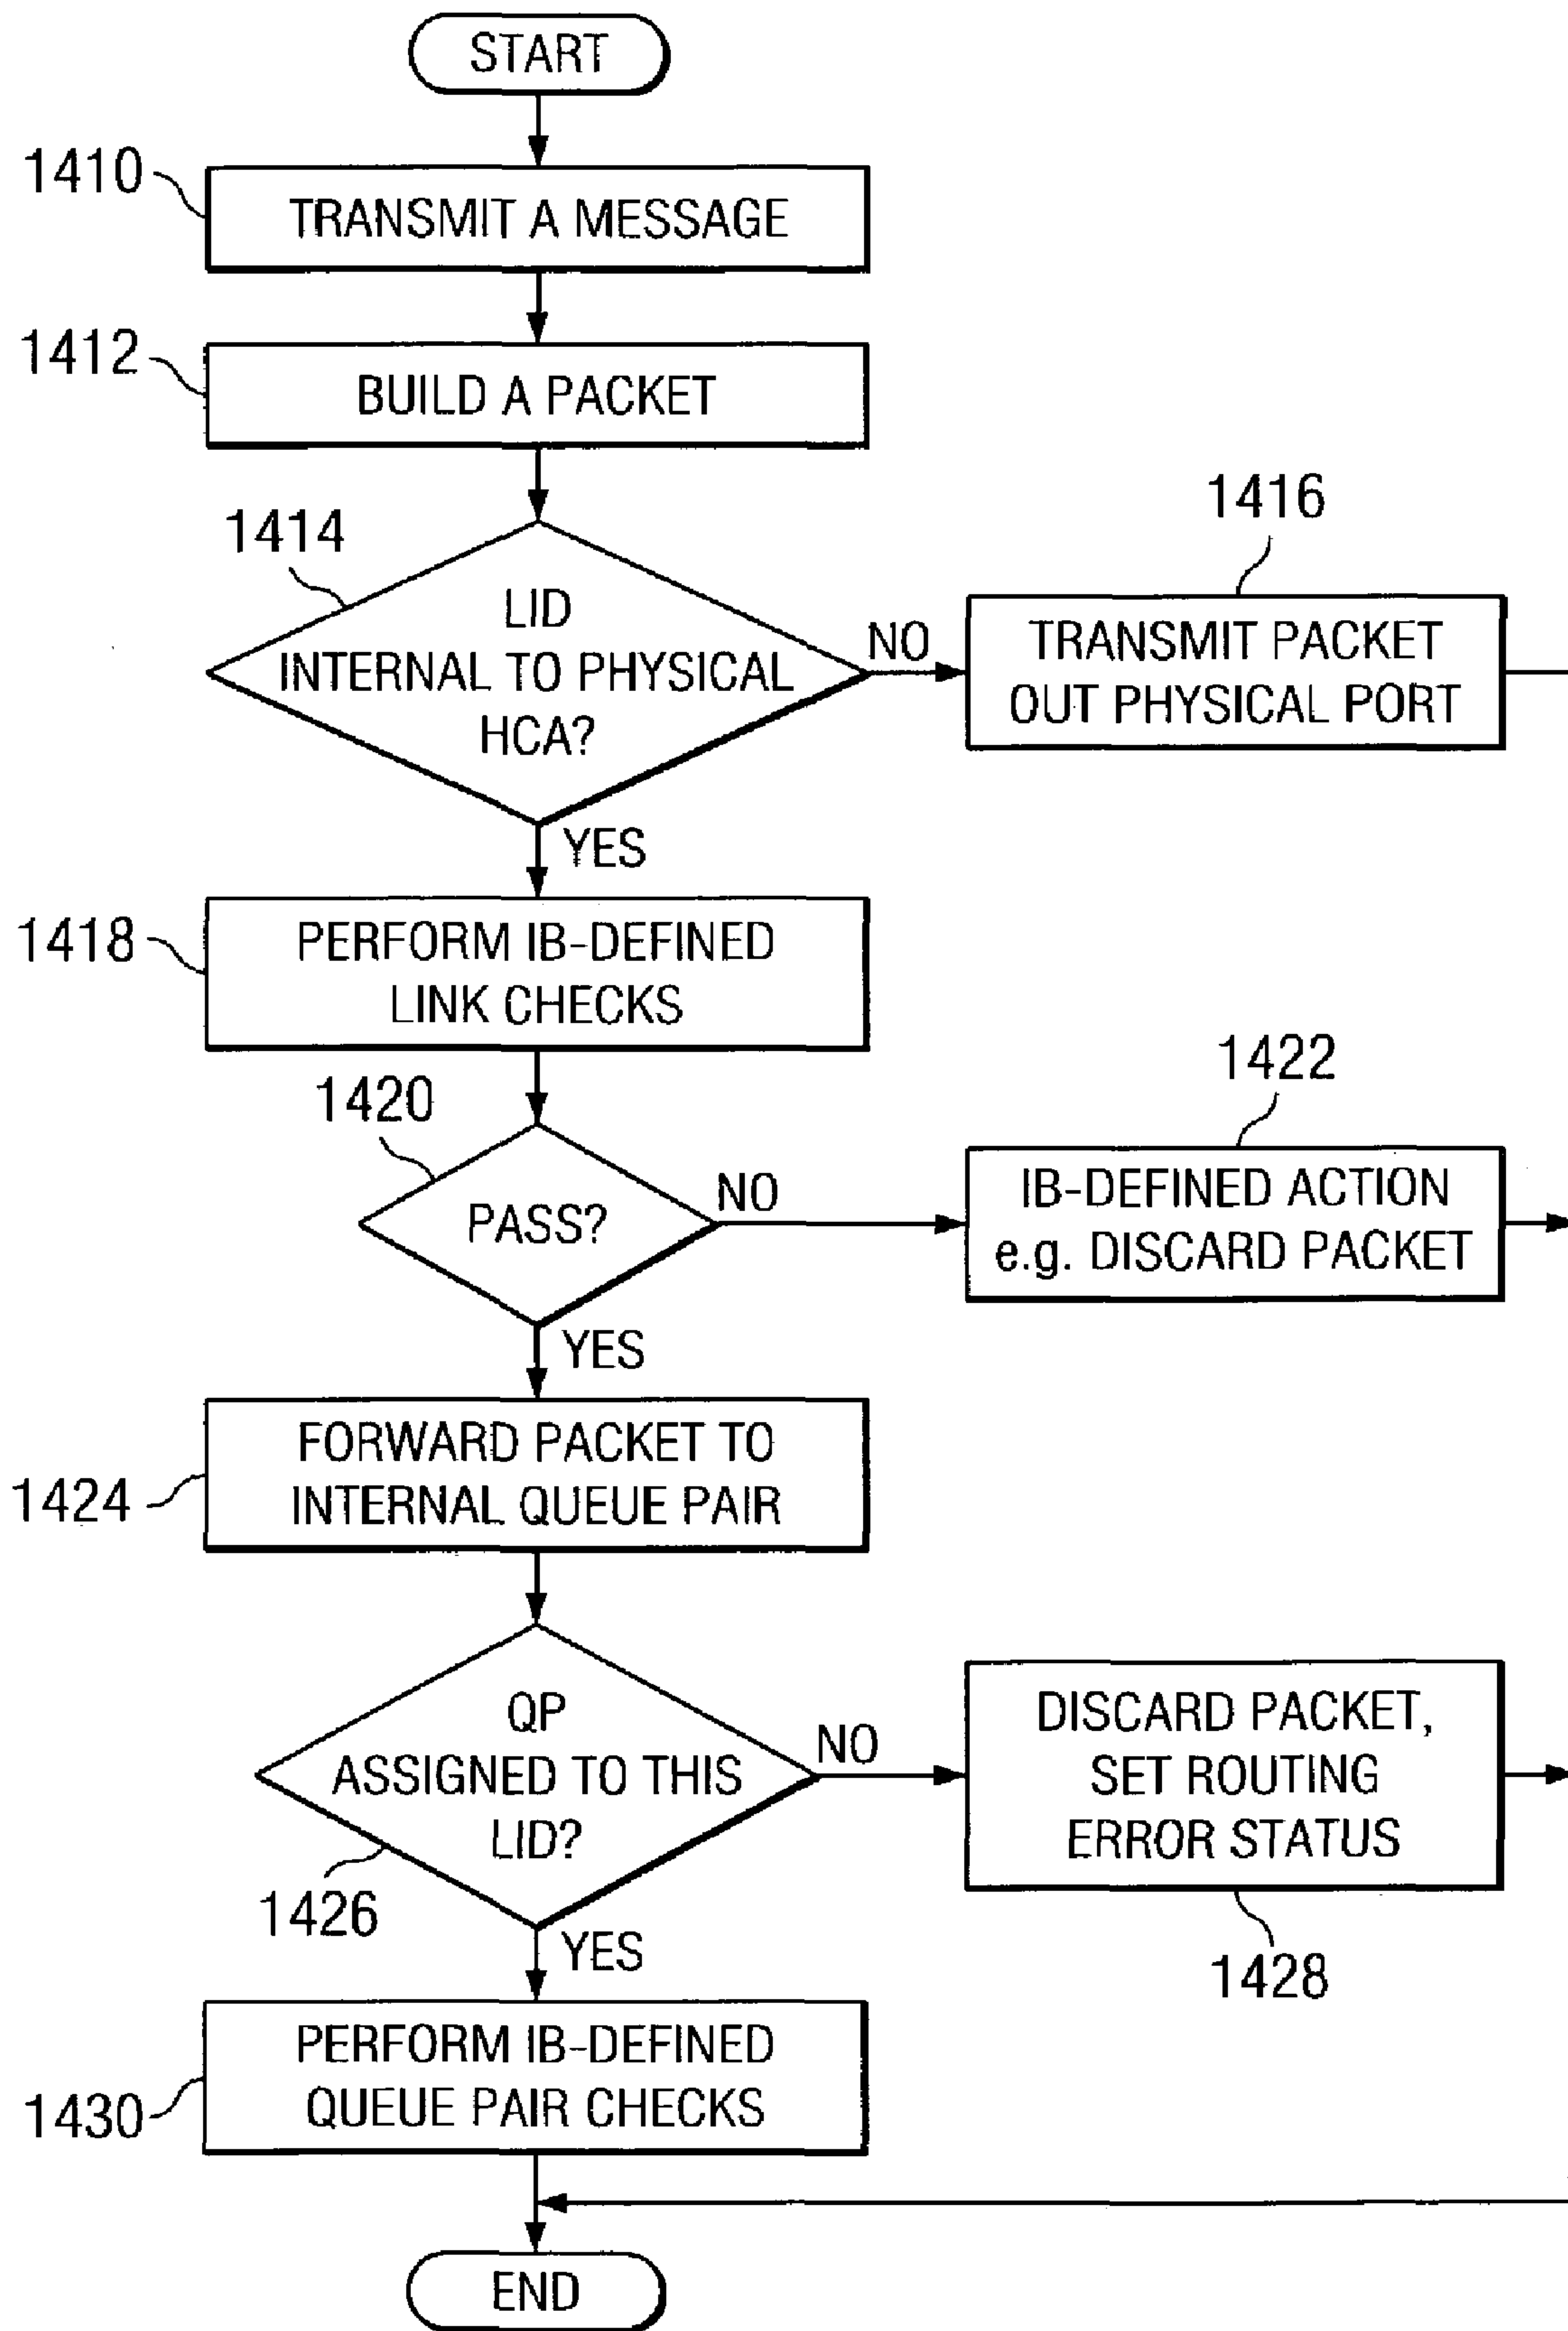 START
1410
TRANSMIT A MESSAGE
1412
BUILD A PACKET
1414
LID
INTERNAL TO PHYSICAL
HCA?
NO
1416
TRANSMIT PACKET
OUT PHYSICAL PORT
YES
1418
PERFORM IB-DEFINED
LINK CHECKS
1420
PASS?
NO
1422
IB-DEFINED ACTION
e.g. DISCARD PACKET
YES
1424
FORWARD PACKET TO
INTERNAL QUEUE PAIR
QP
ASSIGNED TO THIS
LID?
1426
NO
DISCARD PACKET,
SET ROUTING
ERROR STATUS
1428
YES
1430
PERFORM IB-DEFINED
QUEUE PAIR CHECKS
END